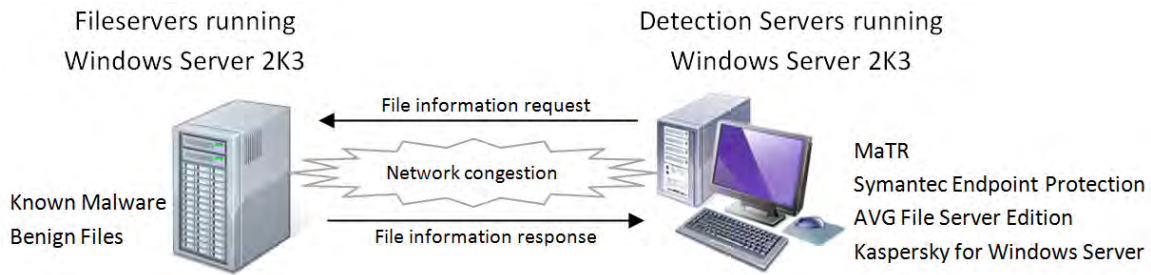 Fileservers running
Windows Server 2K3
Detection Servers running
Windows Server 2K3
File information request
Network congestion
File information response
Known Malware
Benign Files
MaTR
Symantec Endpoint Protection
AVG File Server Edition
Kaspersky for Windows Server